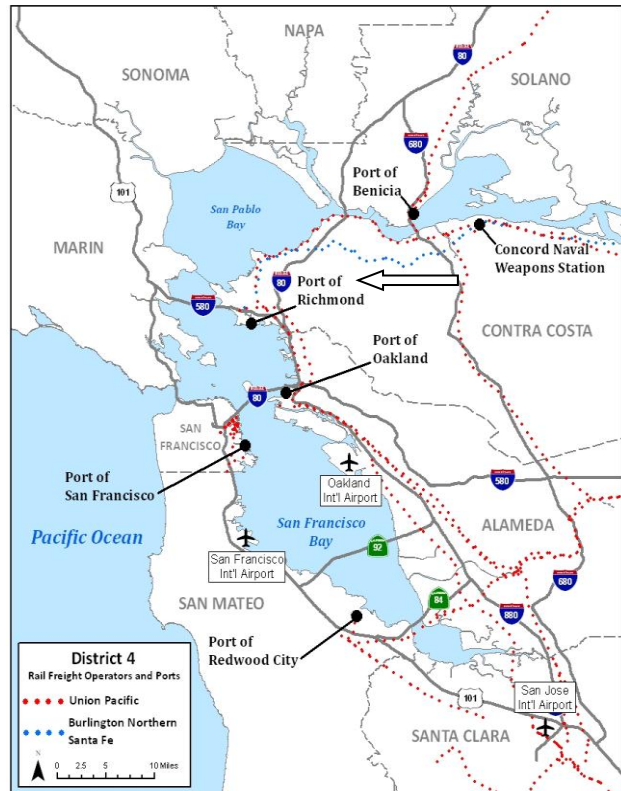 NAPA
SONOMA
80
SOLANO
680
Port of
Benicia
101
San Pablo
Bay
Concord Naval
Weapons Station
MARIN
80
Port of
Richmond
580
CONTRA COSTA
Port of
Oakland
80
SAN
FRANCISCO
Port of
San Francisco
Oakland
Int'l Airport
580
Pacific Ocean
San Francisco
Bay
ALAMEDA
San Francisco
Int'l Airport
92
680
SAN MATEO
84
880
Port of
Redwood City
District 4
Rail Freight Operators and Ports
Union Pacific
Burlington Northern
Santa Fe
N
0 2.5 5 10 Miles
101
San Jose
Int'l Airport
SANTA CLARA